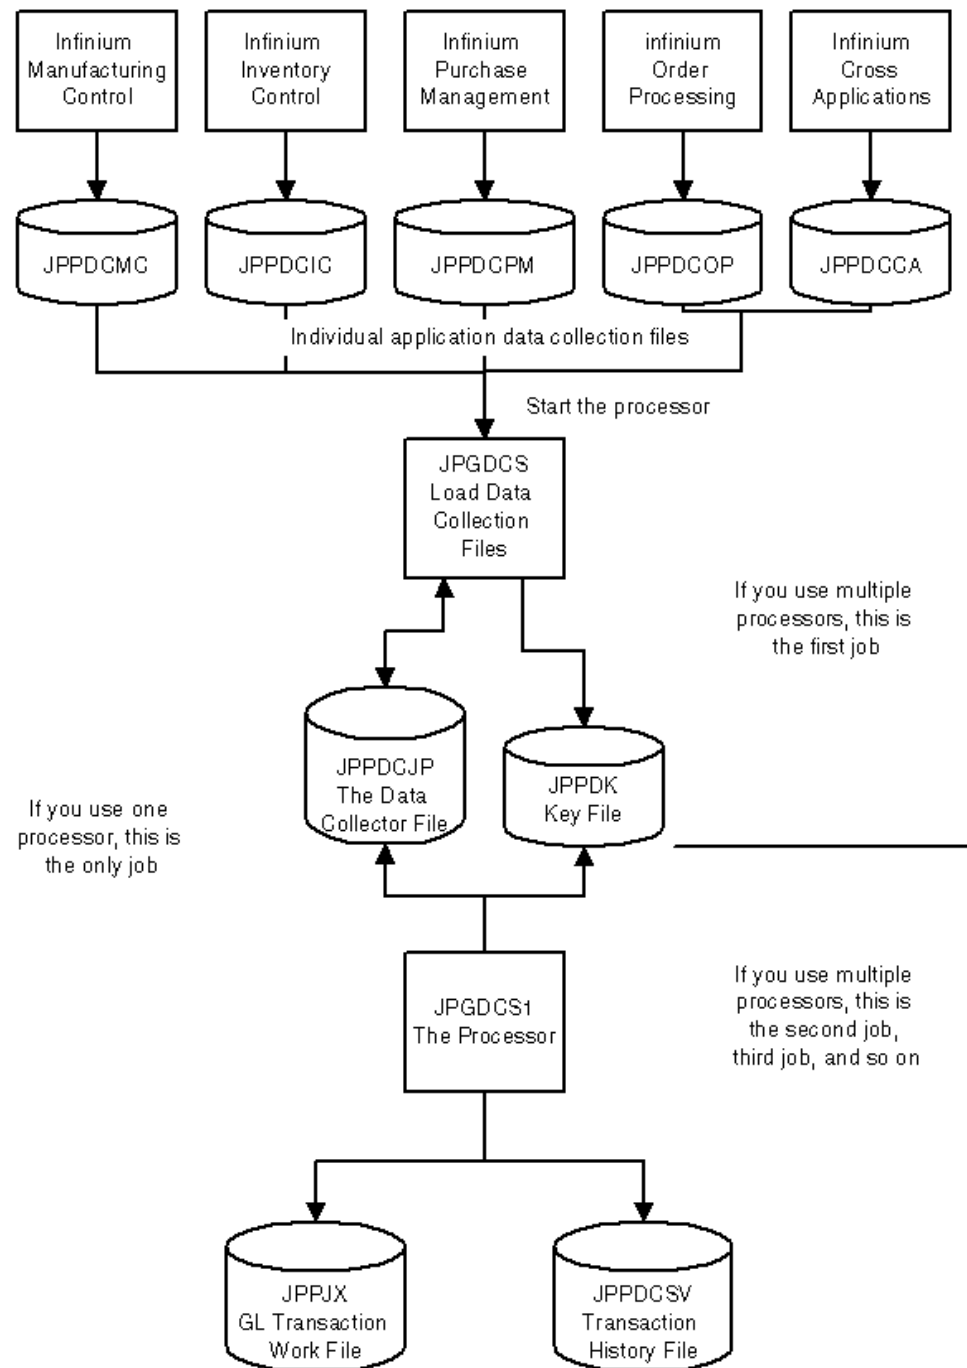 Infinium
Manufacturing
Control
Infinium
Inventory
Control
Infinium
Purchase
Management
infinium
Order
Processing
Infinium
Cross
Applications
JPPDCMC
JPPDCIC
JPPDCPM
JPPDCOP
JPPDCCA
Individual application data collection files
Start the processor
JPGDCS
Load Data
Collection
Files
If you use multiple
processors, this is
the first job
JPPDCJP
The Data
Collector File
JPPDK
Key File
If you use one
processor, this is
the only job
JPGDCS1
The Processor
If you use multiple
processors, this is
the second job,
third job, and so on
JPPJX
GL Transaction
Work File
JPPDCSV
Transaction
History File